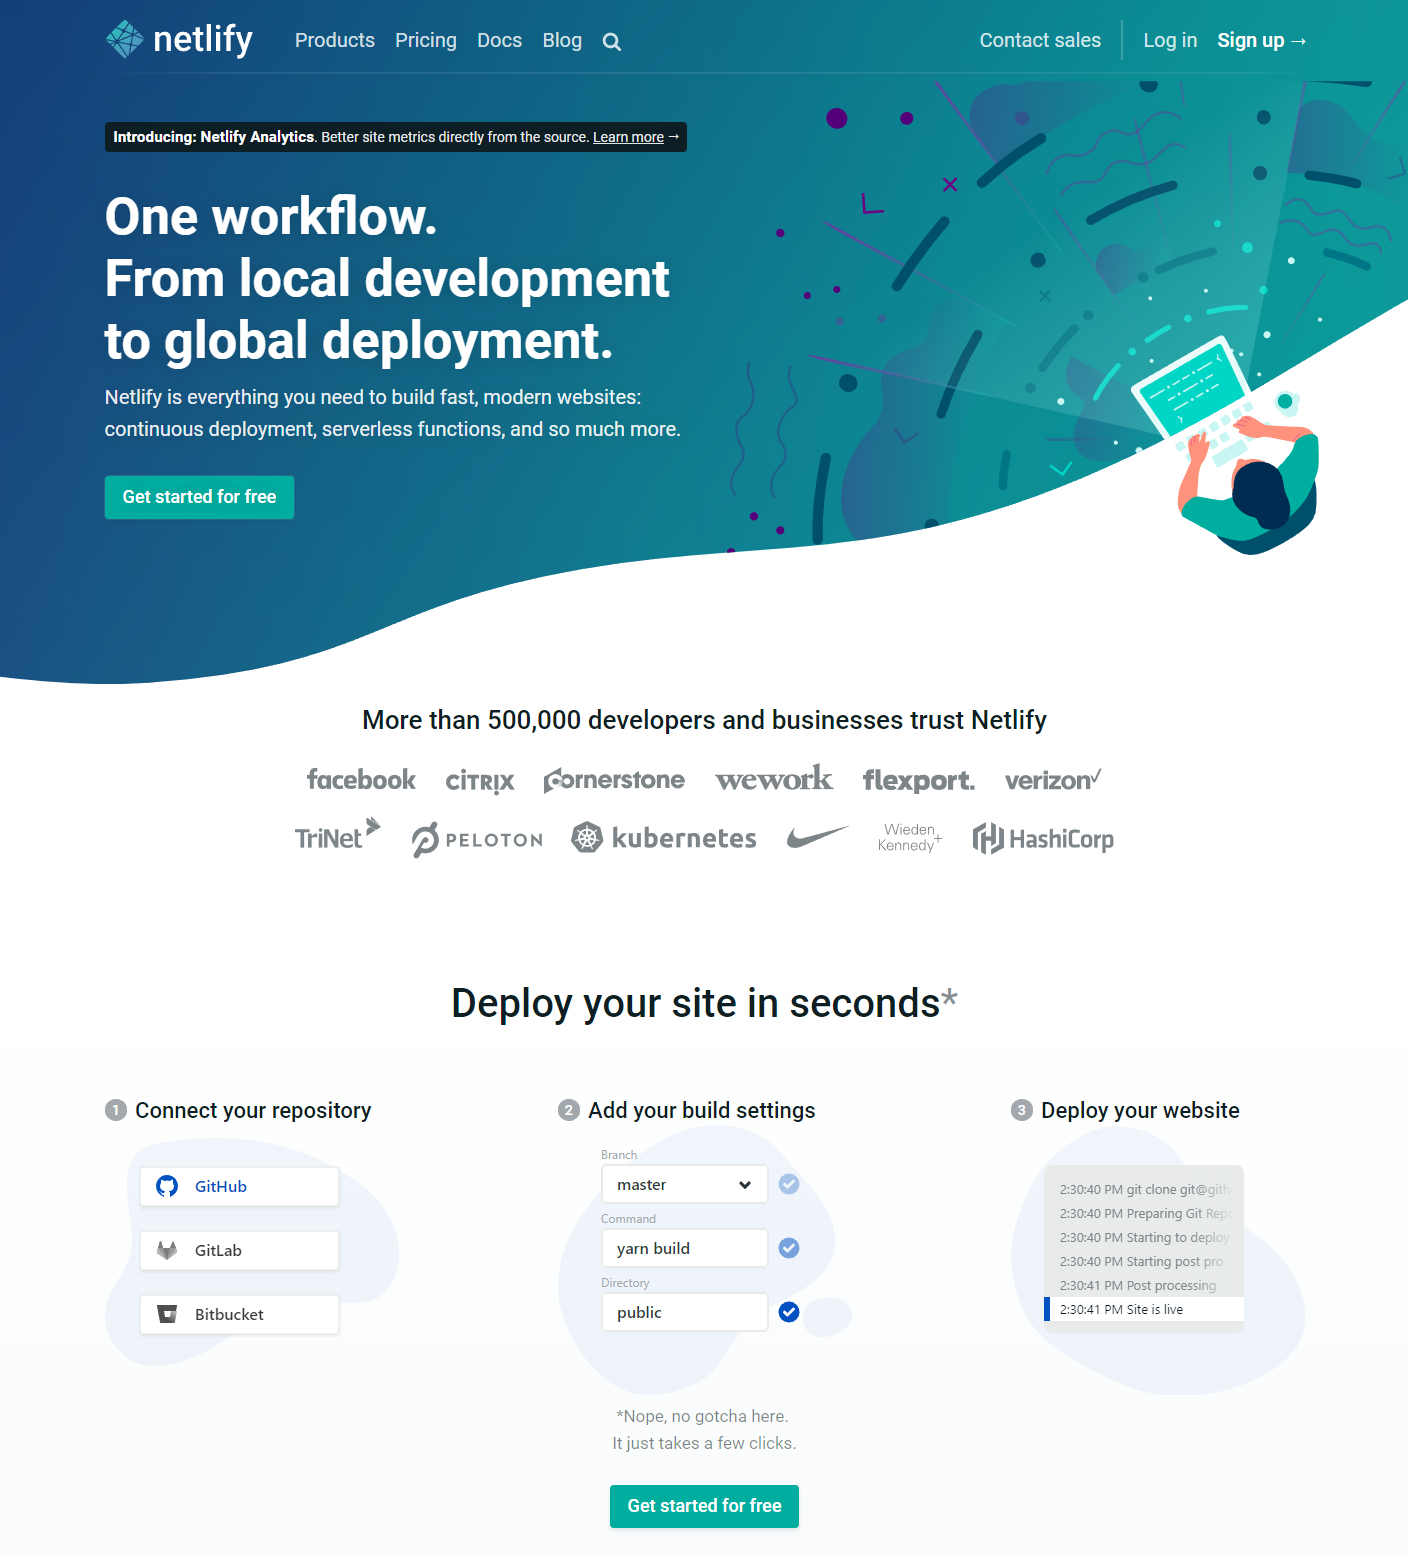 netlify Products Pricing Docs Blog Contact sales Log in Sign up →
Introducing: Netlify Analytics. Better site metrics directly from the source. Learn more →
One workflow.
From local development
to global deployment.
Netlify is everything you need to build fast, modern websites:
continuous deployment, serverless functions, and so much more.
Get started for free
More than 500,000 developers and businesses trust Netlify
facebook CiTRIX Cornerstone wework flexport. verizon✓
TriNet PELOTON kubernetes Wieden Kennedy+ HashiCorp
Deploy your site in seconds*
1 Connect your repository
GitHub
GitLab
Bitbucket
2 Add your build settings
Branch
master
Command
yarn build
Directory
public
3 Deploy your website
2:30:40 PM git clone git@gith
2:30:40 PM Preparing Git Repo
2:30:40 PM Starting to deploy
2:30:40 PM Starting post pro
2:30:41 PM Post processing
2:30:41 PM Site is live
*Nope, no gotcha here.
It just takes a few clicks.
Get started for free